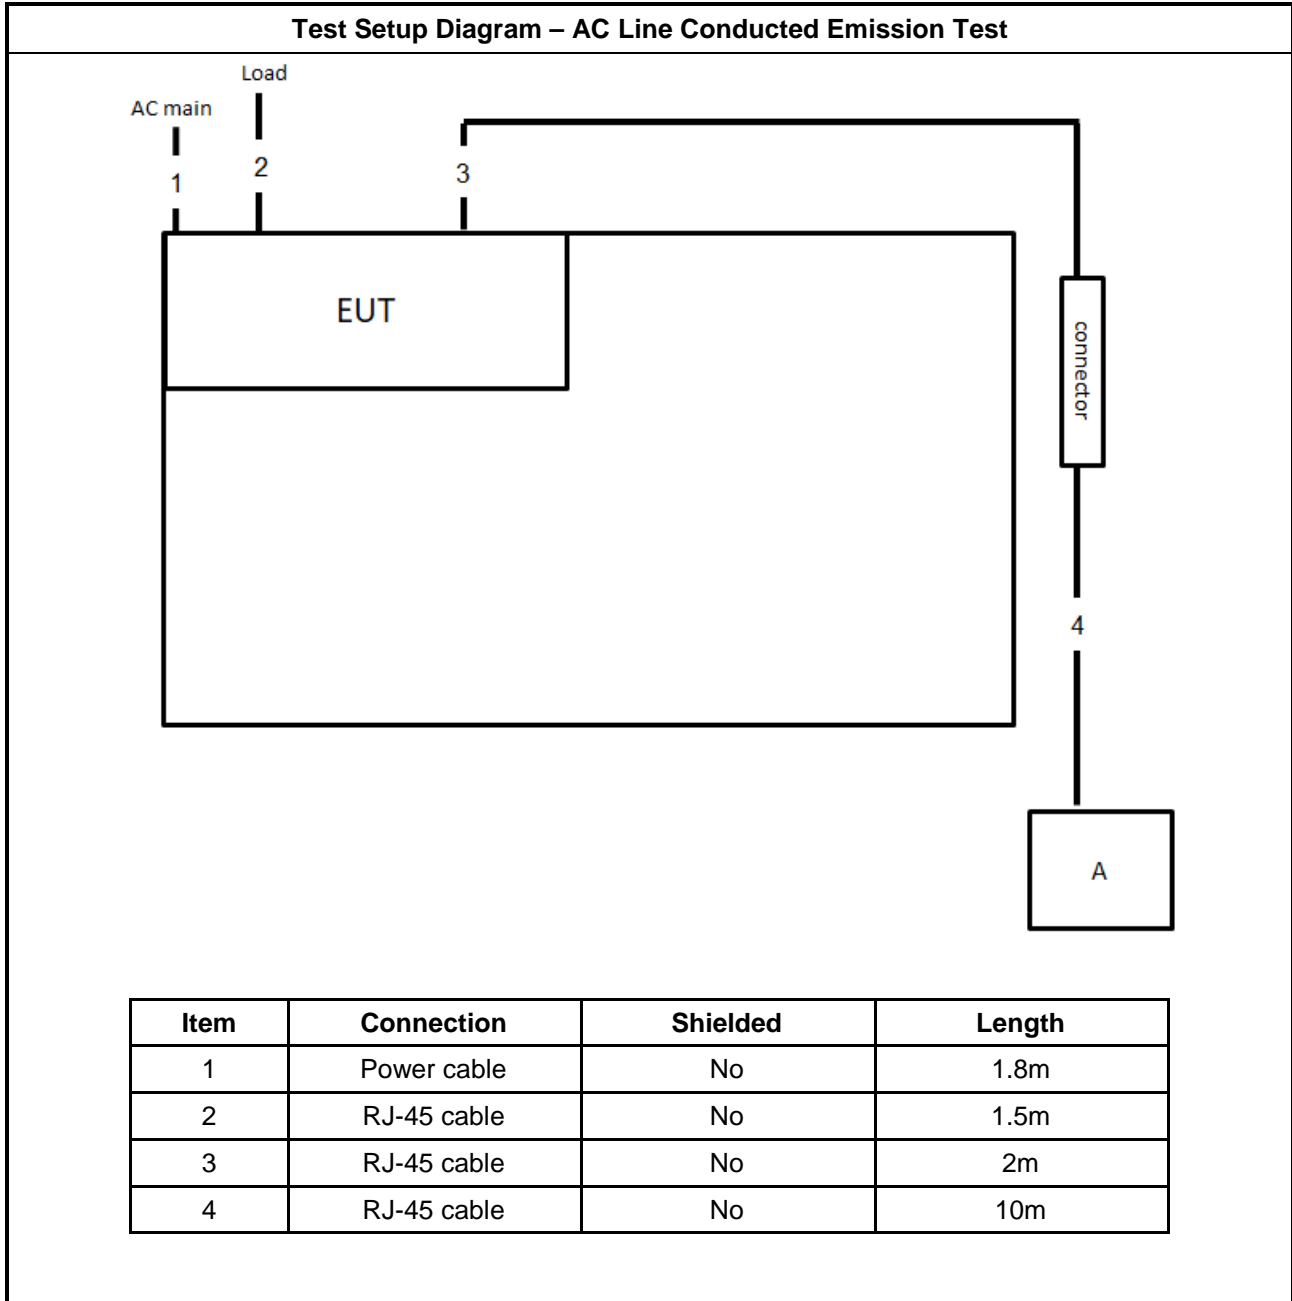 Test Setup Diagram – AC Line Conducted Emission Test
Load
AC main
1
2
3
EUT
connector
4
A
Item Connection Shielded Length
1 Power cable No 1.8m
2 RJ-45 cable No 1.5m
3 RJ-45 cable No 2m
4 RJ-45 cable No 10m